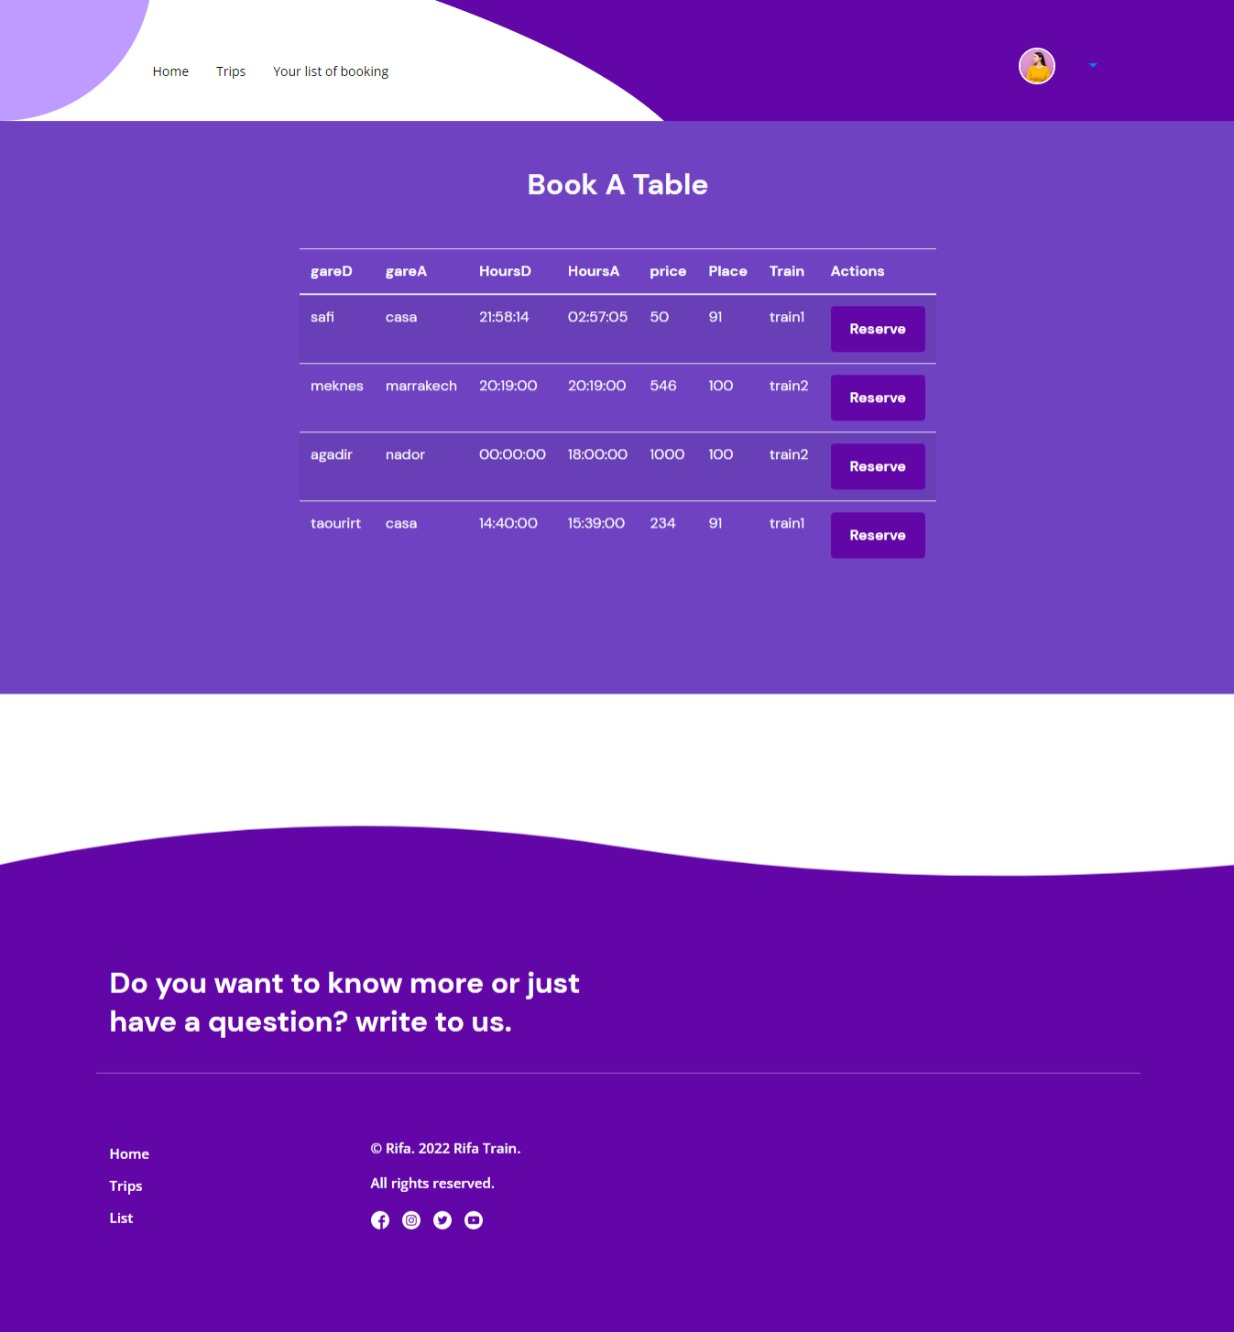 Home Trips Your list of booking
Book A Table
gareD gareA HoursD HoursA price Place Train Actions
safi casa 21:58:14 02:57:05 50 91 train1 Reserve
meknes marrakech 20:19:00 20:19:00 546 100 train2 Reserve
agadir nador 00:00:00 18:00:00 1000 100 train2 Reserve
taourirt casa 14:40:00 15:39:00 234 91 train1 Reserve
Do you want to know more or just
have a question? write to us.
Home
Trips
List
© Rifa. 2022 Rifa Train.
All rights reserved.